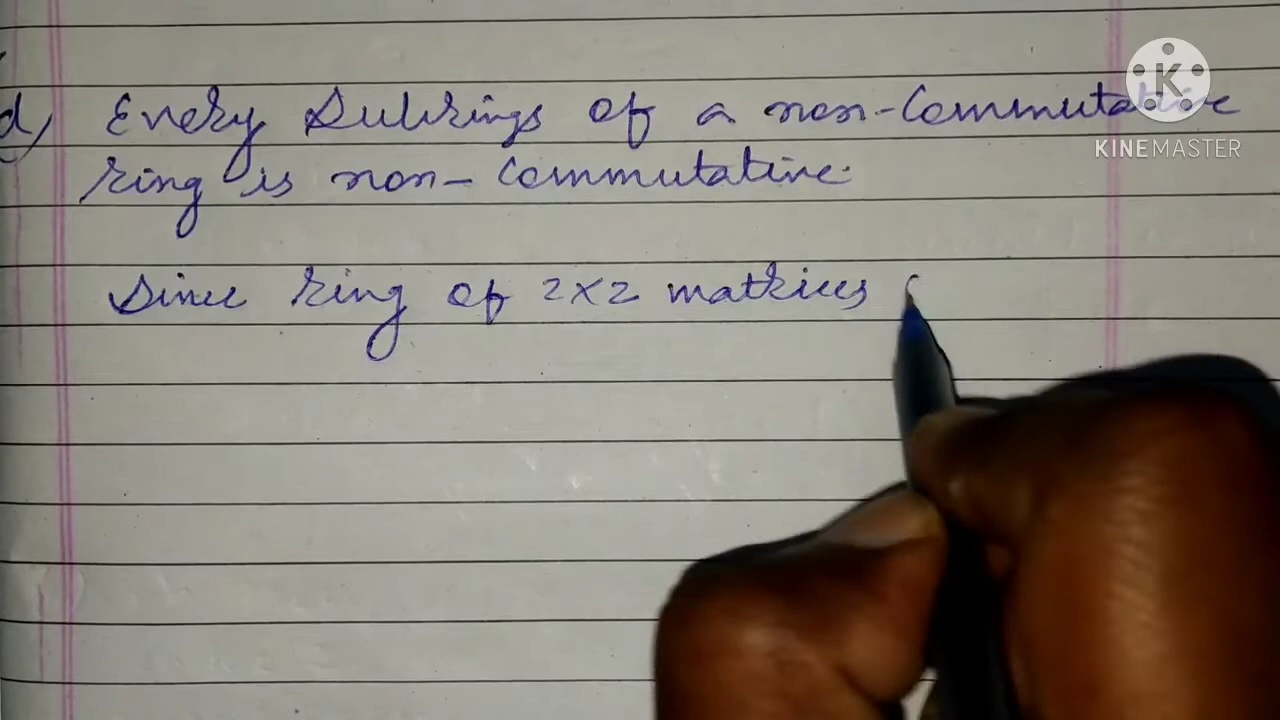 d) Every Subrings of a non-Commutative
ring is non-Commutative.
Since ring of 2×2 matrices
K
KINEMASTER